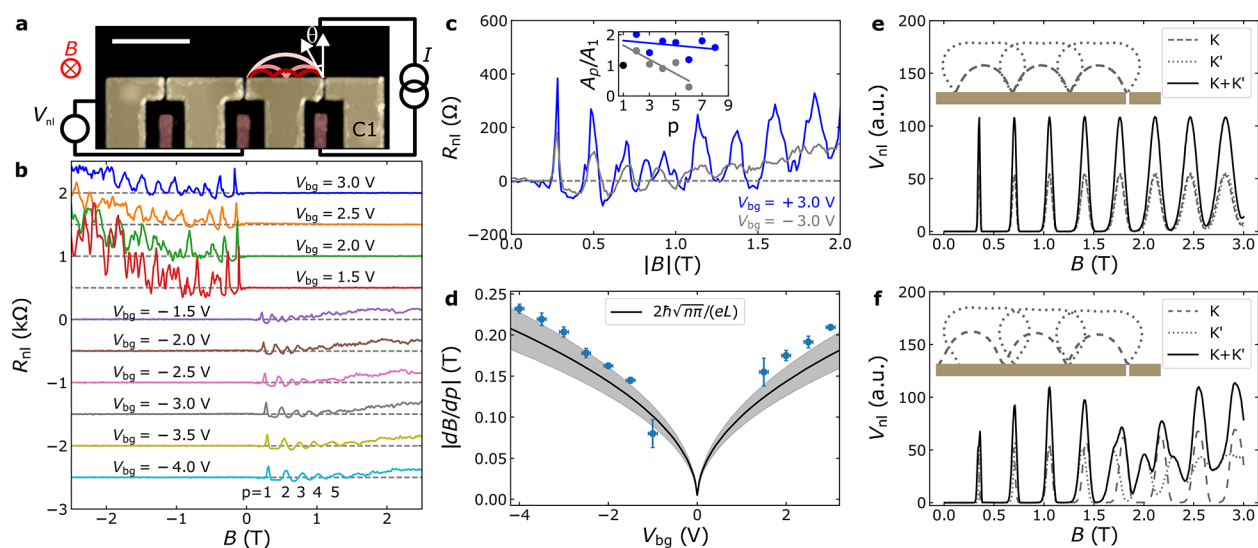 a
θ
B
I
V_nl
C1
b
V_bg = 3.0 V
V_bg = 2.5 V
V_bg = 2.0 V
V_bg = 1.5 V
V_bg = − 1.5 V
V_bg = − 2.0 V
V_bg = − 2.5 V
V_bg = − 3.0 V
V_bg = − 3.5 V
V_bg = − 4.0 V
p=1 2 3 4 5
R_nl (kΩ)
2
1
0
−1
−2
−3
−2 −1 0 1 2
B (T)
c
R_nl (Ω)
600
400
200
0
−200
A_p/A_1
2
1
0
1 3 5 7 9
p
V_bg = + 3.0 V
V_bg = − 3.0 V
0.0 0.5 1.0 1.5 2.0
|B|(T)
d
2ħ√nπ/(eL)
|dB/dp| (T)
0.25
0.20
0.15
0.10
0.05
0.00
−4 −2 0 2
V_bg (V)
e
K
K'
K+K'
V_nl (a.u.)
200
150
100
50
0
0.0 0.5 1.0 1.5 2.0 2.5 3.0
B (T)
f
K
K'
K+K'
V_nl (a.u.)
200
150
100
50
0
0.0 0.5 1.0 1.5 2.0 2.5 3.0
B (T)